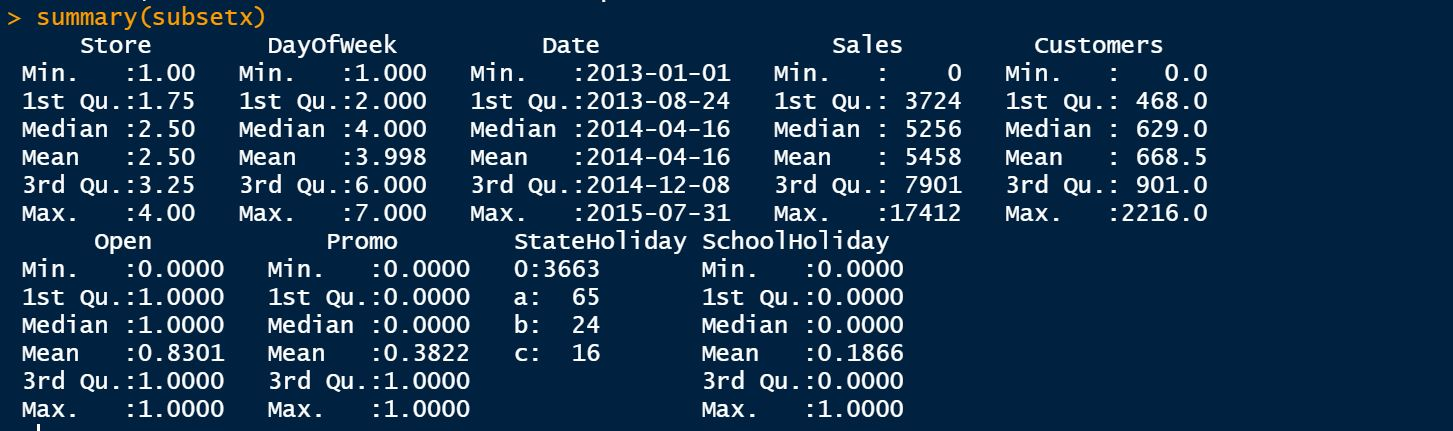 > summary(subsetx)
     Store         DayOfWeek          Date                Sales         Customers
 Min.   :1.00   Min.   :1.000   Min.   :2013-01-01   Min.   :    0   Min.   :   0.0
 1st Qu.:1.75   1st Qu.:2.000   1st Qu.:2013-08-24   1st Qu.: 3724   1st Qu.: 468.0
 Median :2.50   Median :4.000   Median :2014-04-16   Median : 5256   Median : 629.0
 Mean   :2.50   Mean   :3.998   Mean   :2014-04-16   Mean   : 5458   Mean   : 668.5
 3rd Qu.:3.25   3rd Qu.:6.000   3rd Qu.:2014-12-08   3rd Qu.: 7901   3rd Qu.: 901.0
 Max.   :4.00   Max.   :7.000   Max.   :2015-07-31   Max.   :17412   Max.   :2216.0
      Open            Promo        StateHoliday SchoolHoliday
 Min.   :0.0000   Min.   :0.0000   0:3663       Min.   :0.0000
 1st Qu.:1.0000   1st Qu.:0.0000   a:  65       1st Qu.:0.0000
 Median :1.0000   Median :0.0000   b:  24       Median :0.0000
 Mean   :0.8301   Mean   :0.3822   c:  16       Mean   :0.1866
 3rd Qu.:1.0000   3rd Qu.:1.0000                3rd Qu.:0.0000
 Max.   :1.0000   Max.   :1.0000                Max.   :1.0000